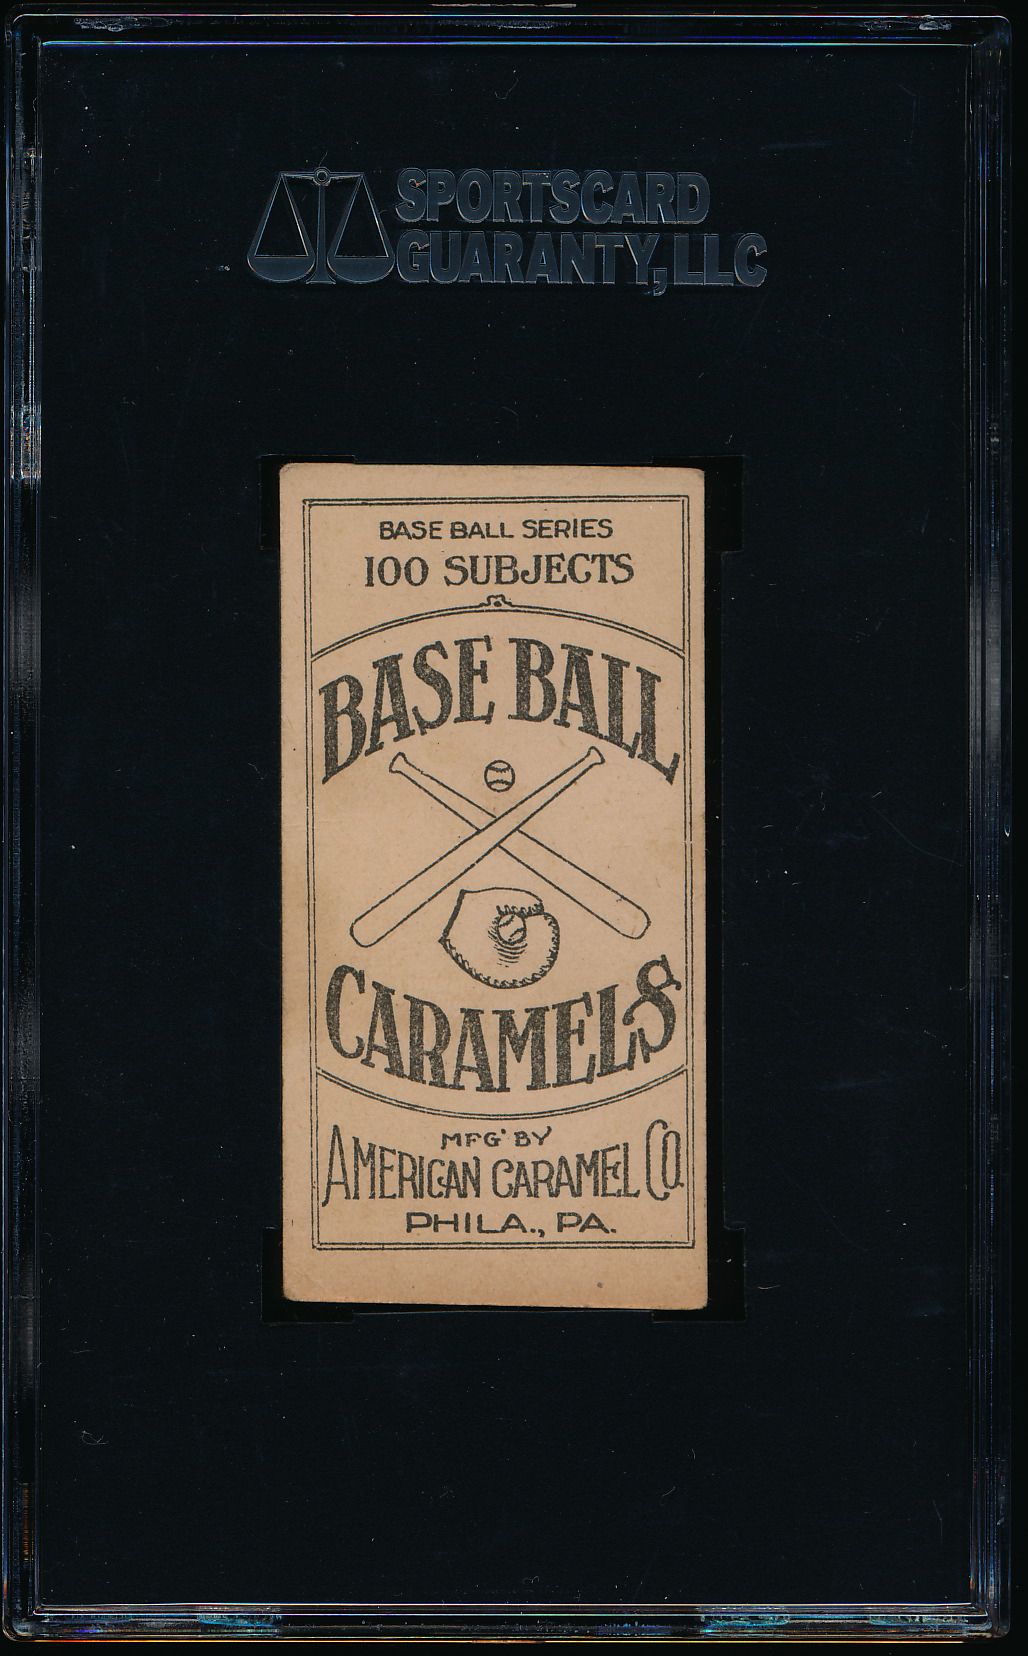 SPORTSCARD
GUARANTY, LLC
BASE BALL SERIES
100 SUBJECTS
BASE BALL
CARAMELS
MFG' BY
AMERICAN CARAMEL CO.
PHILA., PA.